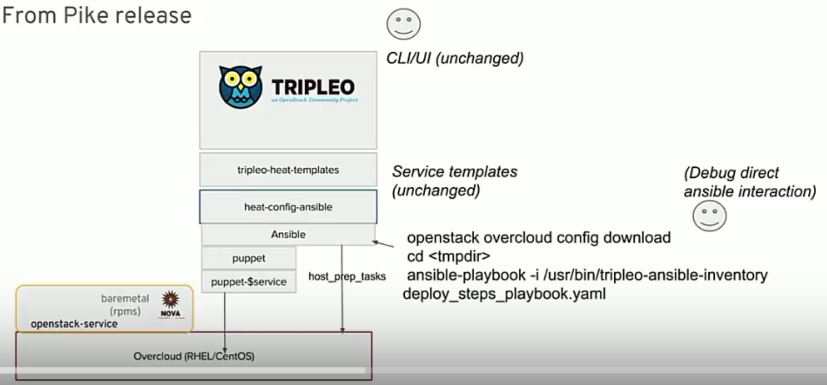 From Pike release
CLI/UI (unchanged)
TRIPLEO
an OpenStack Community Project
tripleo-heat-templates
Service templates
(unchanged)
(Debug direct
ansible interaction)
heat-config-ansible
Ansible
openstack overcloud config download
cd <tmpdir>
ansible-playbook -i /usr/bin/tripleo-ansible-inventory
deploy_steps_playbook.yaml
puppet
puppet-$service
host_prep_tasks
baremetal
(rpms)
NOVA
openstack-service
Overcloud (RHEL/CentOS)